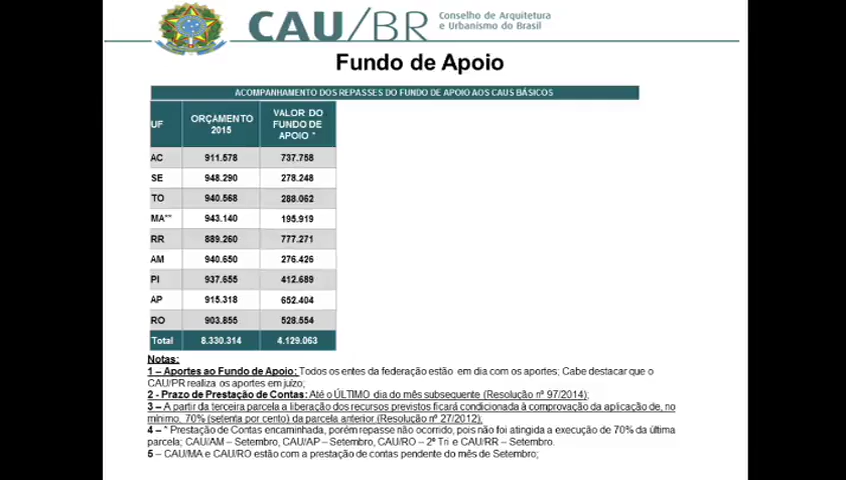 CAU/BR Conselho de Arquitetura e Urbanismo do Brasil
Fundo de Apoio
ACOMPANHAMENTO DOS REPASSES DO FUNDO DE APOIO AOS CAUS BÁSICOS
UF ORÇAMENTO 2015 VALOR DO FUNDO DE APOIO *
AC 911.578 737.758
SE 948.290 278.248
TO 940.568 288.062
MA** 943.140 195.919
RR 889.260 777.271
AM 940.650 276.426
PI 937.655 412.689
AP 915.318 652.404
RO 903.855 528.554
Total 8.330.314 4.129.063
Notas:
1 – Aportes ao Fundo de Apoio: Todos os entes da federação estão em dia com os aportes; Cabe destacar que o
CAU/PR realiza os aportes em juízo;
2 - Prazo de Prestação de Contas: Até o ÚLTIMO dia do mês subsequente (Resolução nº 97/2014);
3 – A partir da terceira parcela a liberação dos recursos previstos ficará condicionada à comprovação da aplicação de, no
mínimo, 70% (setenta por cento) da parcela anterior (Resolução nº 27/2012);
4 – * Prestação de Contas encaminhada, porém repasse não ocorrido, pois não foi atingida a execução de 70% da última
parcela; CAU/AM – Setembro, CAU/AP – Setembro, CAU/RO – 2º Tri e CAU/RR – Setembro.
5 – CAU/MA e CAU/RO estão com a prestação de contas pendente do mês de Setembro;